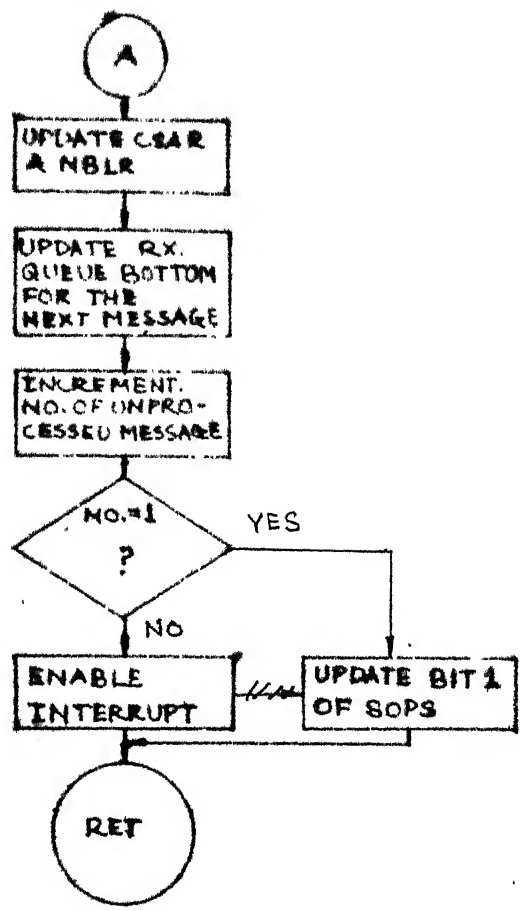 A
UPDATE CSAR
& NBLR
UPDATE RX.
QUEUE BOTTOM
FOR THE
NEXT MESSAGE
INCREMENT.
NO. OF UNPRO-
CESSED MESSAGE
NO.=1
?
YES
NO
ENABLE
INTERRUPT
UPDATE BIT 1
OF SOPS
RET